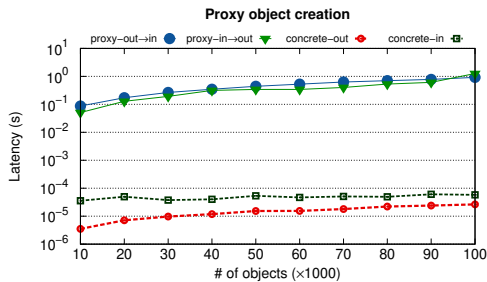 Proxy object creation
proxy−out→in proxy−in→out concrete−out concrete−in
Latency (s)
10^1
10^0
10^−1
10^−2
10^−3
10^−4
10^−5
10^−6
10 20 30 40 50 60 70 80 90 100
# of objects (×1000)